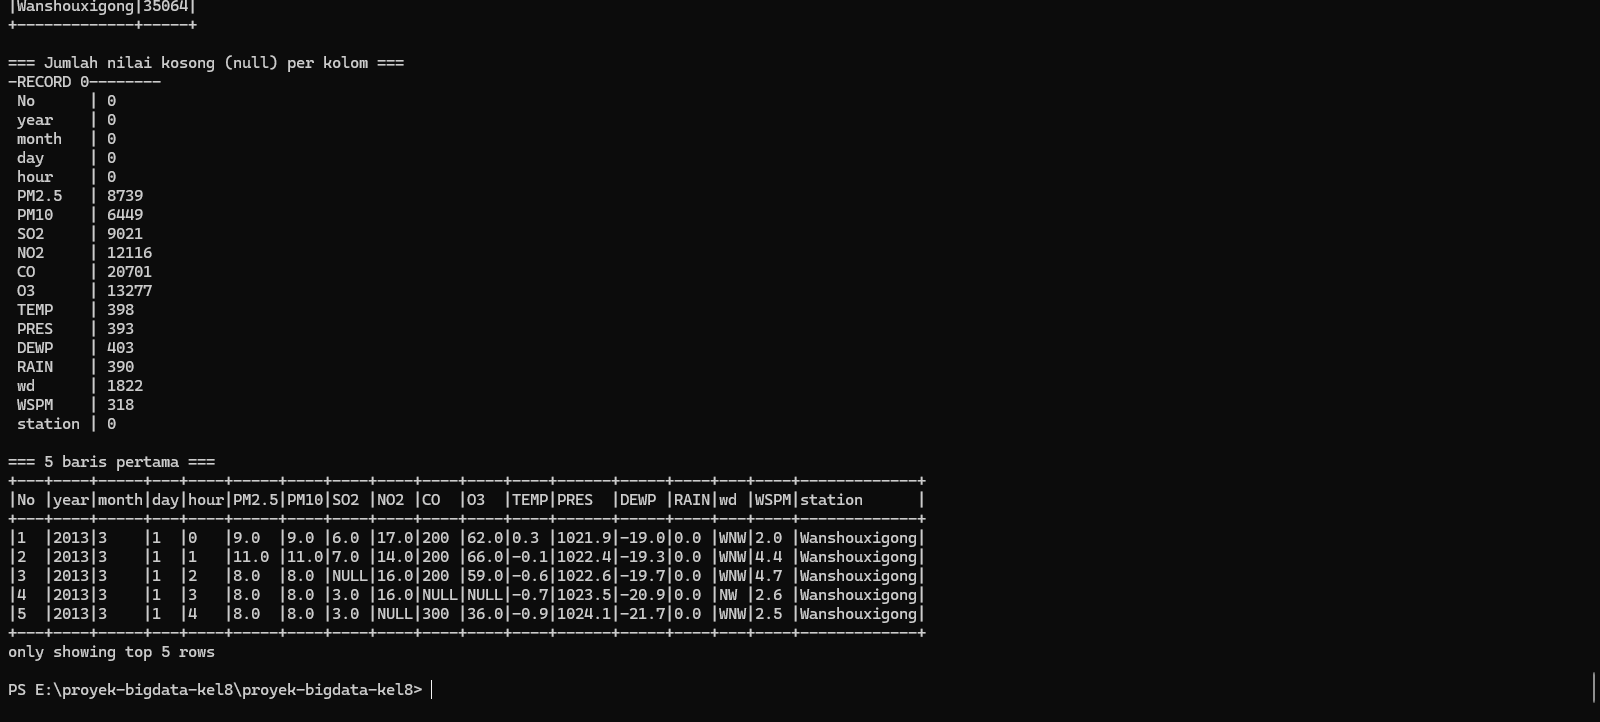 |Wanshouxigong|35064|
+-------------+-----+

=== Jumlah nilai kosong (null) per kolom ===
-RECORD 0--------
 No      | 0
 year    | 0
 month   | 0
 day     | 0
 hour    | 0
 PM2.5   | 8739
 PM10    | 6449
 SO2     | 9021
 NO2     | 12116
 CO      | 20701
 O3      | 13277
 TEMP    | 398
 PRES    | 393
 DEWP    | 403
 RAIN    | 390
 wd      | 1822
 WSPM    | 318
 station | 0

=== 5 baris pertama ===
+---+----+-----+---+----+-----+----+----+----+----+----+----+------+-----+----+---+----+-------------+
|No |year|month|day|hour|PM2.5|PM10|SO2 |NO2 |CO  |O3  |TEMP|PRES  |DEWP |RAIN|wd |WSPM|station      |
+---+----+-----+---+----+-----+----+----+----+----+----+----+------+-----+----+---+----+-------------+
|1  |2013|3    |1  |0   |9.0  |9.0 |6.0 |17.0|200 |62.0|0.3 |1021.9|-19.0|0.0 |WNW|2.0 |Wanshouxigong|
|2  |2013|3    |1  |1   |11.0 |11.0|7.0 |14.0|200 |66.0|-0.1|1022.4|-19.3|0.0 |WNW|4.4 |Wanshouxigong|
|3  |2013|3    |1  |2   |8.0  |8.0 |NULL|16.0|200 |59.0|-0.6|1022.6|-19.7|0.0 |WNW|4.7 |Wanshouxigong|
|4  |2013|3    |1  |3   |8.0  |8.0 |3.0 |16.0|NULL|NULL|-0.7|1023.5|-20.9|0.0 |NW |2.6 |Wanshouxigong|
|5  |2013|3    |1  |4   |8.0  |8.0 |3.0 |NULL|300 |36.0|-0.9|1024.1|-21.7|0.0 |WNW|2.5 |Wanshouxigong|
+---+----+-----+---+----+-----+----+----+----+----+----+----+------+-----+----+---+----+-------------+
only showing top 5 rows

PS E:\proyek-bigdata-kel8\proyek-bigdata-kel8>